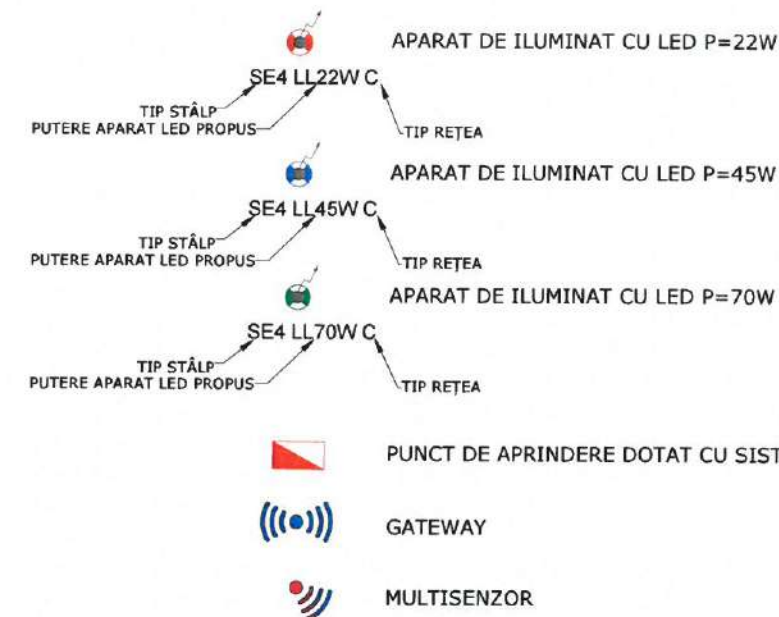 APARAT DE ILUMINAT CU LED P=22W
SE4 LL22W C
TIP STÂLP
PUTERE APARAT LED PROPUS
TIP REȚEA
APARAT DE ILUMINAT CU LED P=45W
SE4 LL45W C
TIP STÂLP
PUTERE APARAT LED PROPUS
TIP REȚEA
APARAT DE ILUMINAT CU LED P=70W
SE4 LL70W C
TIP STÂLP
PUTERE APARAT LED PROPUS
TIP REȚEA
PUNCT DE APRINDERE DOTAT CU SIST
GATEWAY
MULTISENZOR